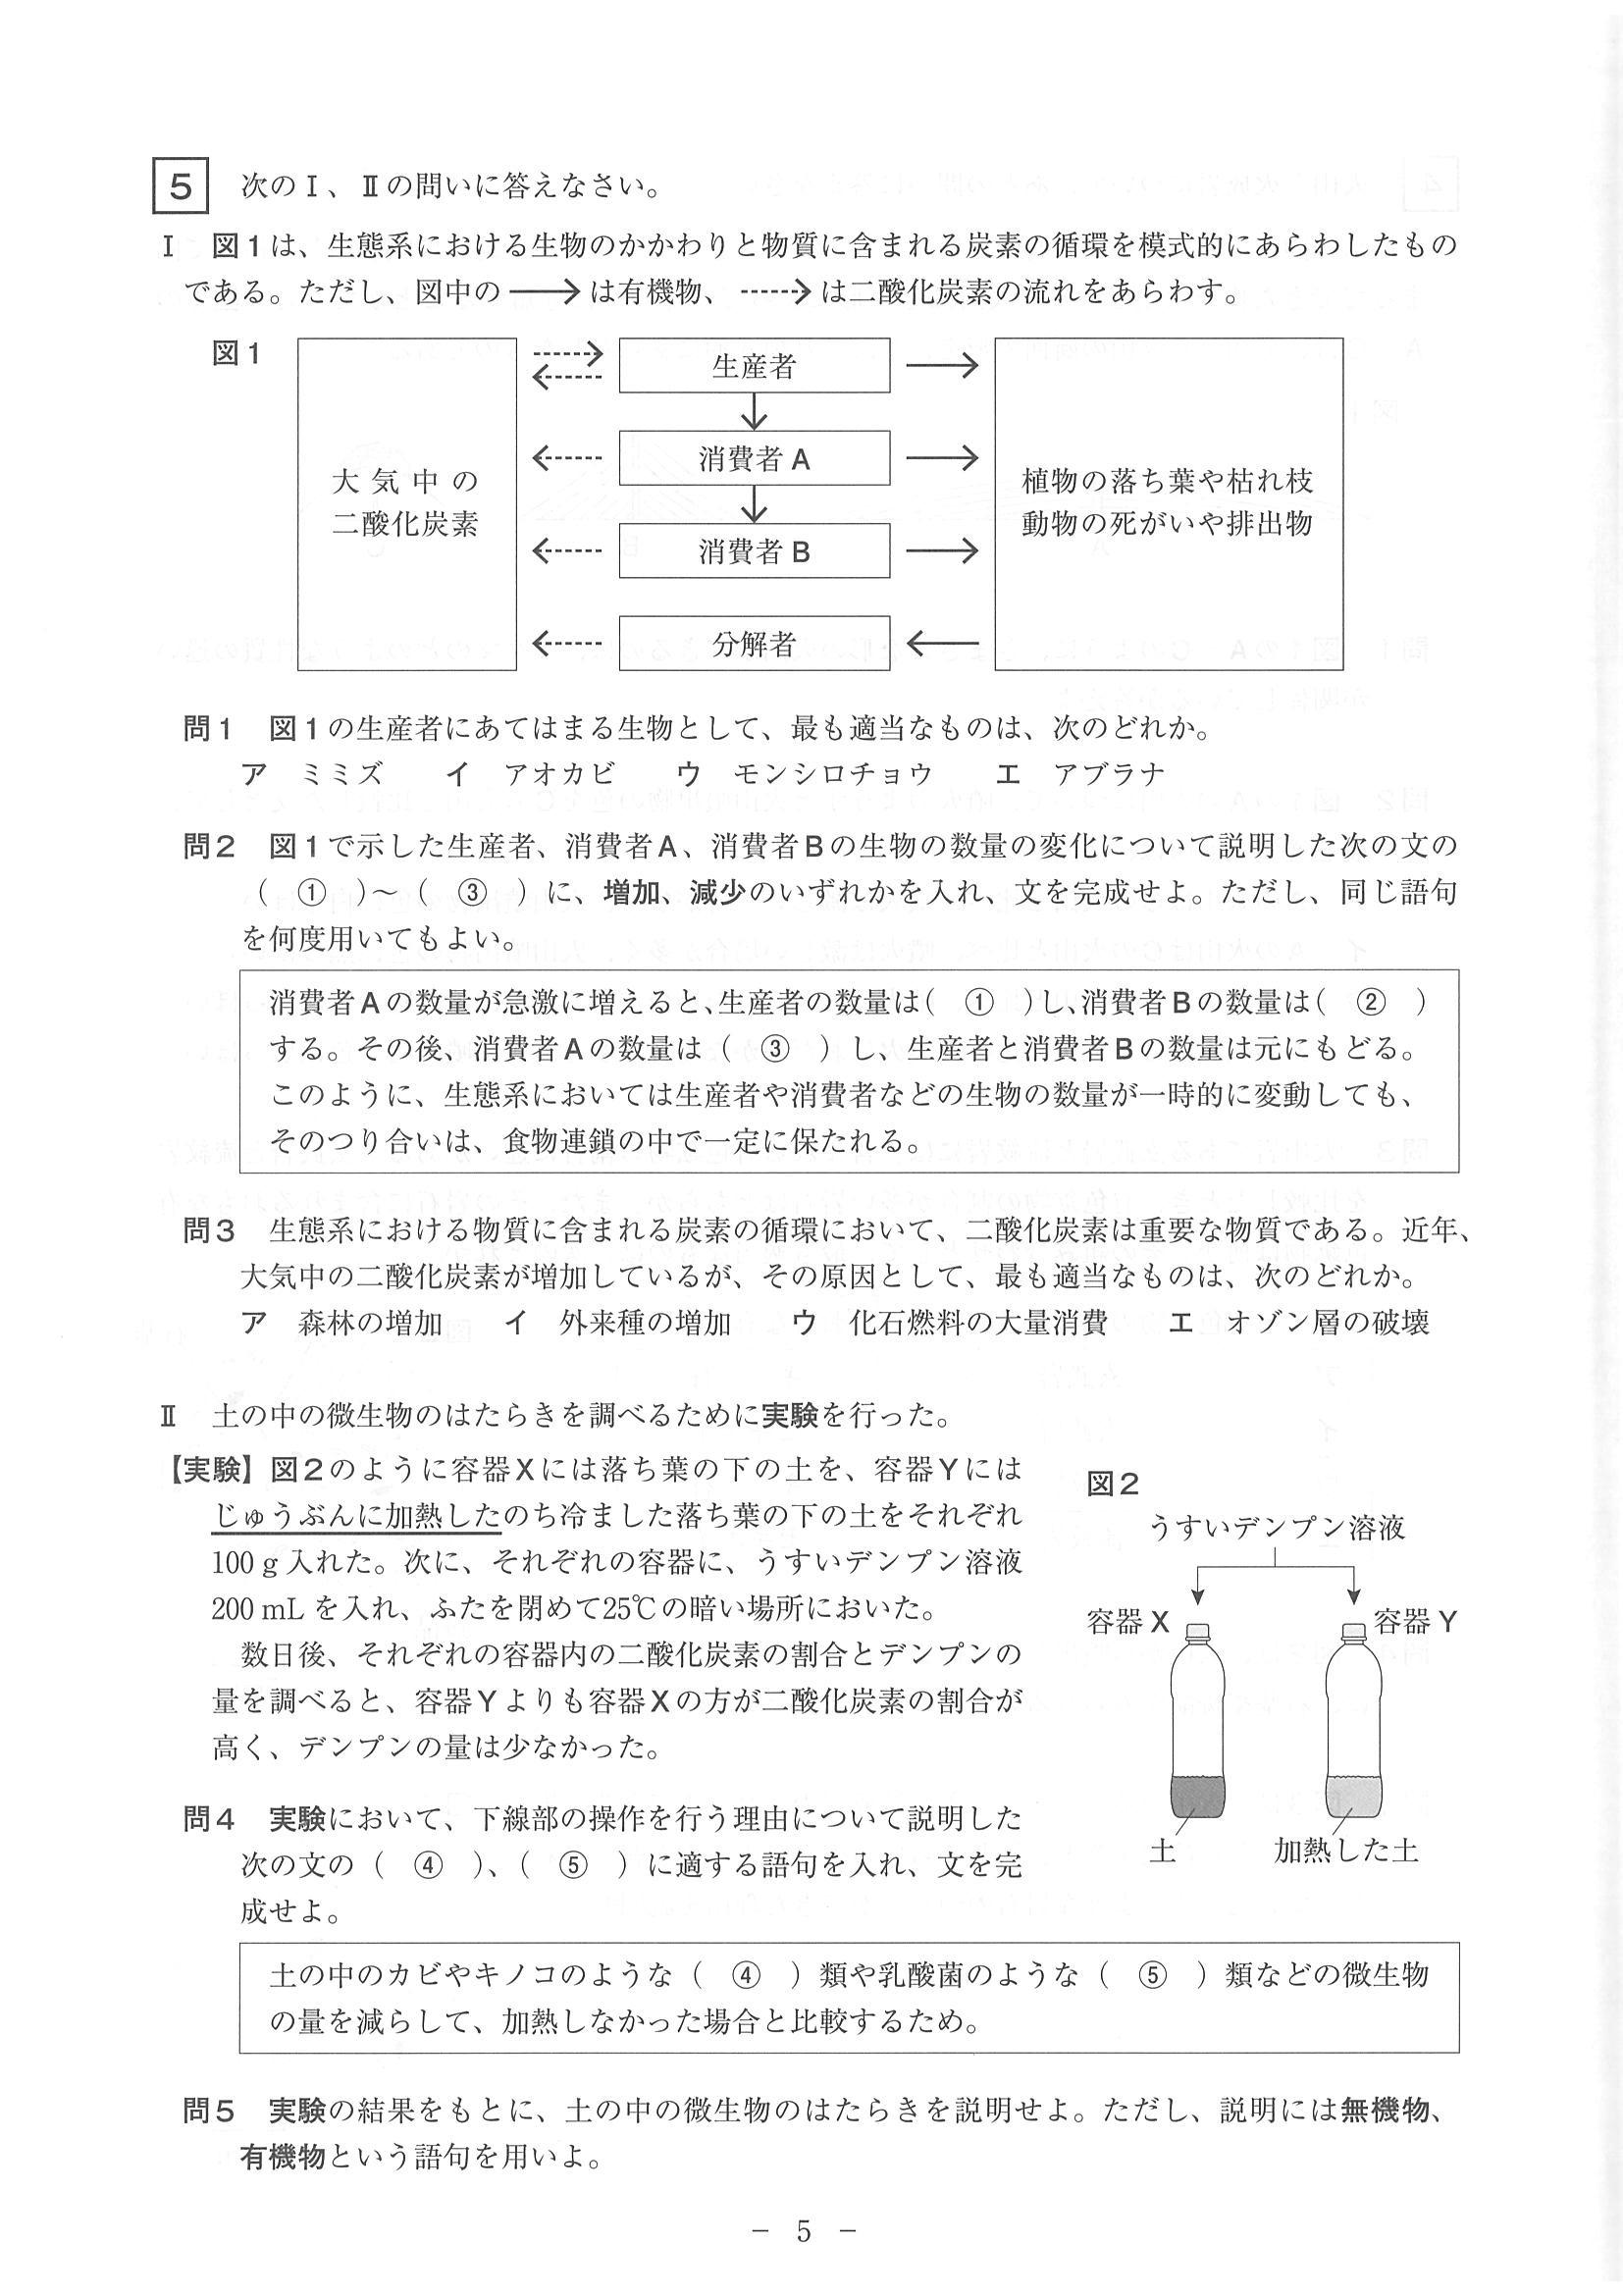 5 次のⅠ、Ⅱの問いに答えなさい。
Ⅰ 図1は、生態系における生物のかかわりと物質に含まれる炭素の循環を模式的にあらわしたもの
である。ただし、図中の ──→ は有機物、 -----→ は二酸化炭素の流れをあらわす。
図1
大気中の
二酸化炭素
生産者
消費者A
消費者B
分解者
植物の落ち葉や枯れ枝
動物の死がいや排出物
問1 図1の生産者にあてはまる生物として、最も適当なものは、次のどれか。
ア ミミズ イ アオカビ ウ モンシロチョウ エ アブラナ
問2 図1で示した生産者、消費者A、消費者Bの生物の数量の変化について説明した次の文の
( ① )～( ③ )に、増加、減少のいずれかを入れ、文を完成せよ。ただし、同じ語句
を何度用いてもよい。
消費者Aの数量が急激に増えると、生産者の数量は( ① )し、消費者Bの数量は( ② )
する。その後、消費者Aの数量は( ③ )し、生産者と消費者Bの数量は元にもどる。
このように、生態系においては生産者や消費者などの生物の数量が一時的に変動しても、
そのつり合いは、食物連鎖の中で一定に保たれる。
問3 生態系における物質に含まれる炭素の循環において、二酸化炭素は重要な物質である。近年、
大気中の二酸化炭素が増加しているが、その原因として、最も適当なものは、次のどれか。
ア 森林の増加 イ 外来種の増加 ウ 化石燃料の大量消費 エ オゾン層の破壊
Ⅱ 土の中の微生物のはたらきを調べるために実験を行った。
【実験】図2のように容器Xには落ち葉の下の土を、容器Yには
じゅうぶんに加熱したのち冷ました落ち葉の下の土をそれぞれ
100 g 入れた。次に、それぞれの容器に、うすいデンプン溶液
200 mL を入れ、ふたを閉めて25℃の暗い場所においた。
数日後、それぞれの容器内の二酸化炭素の割合とデンプンの
量を調べると、容器Yよりも容器Xの方が二酸化炭素の割合が
高く、デンプンの量は少なかった。
図2
うすいデンプン溶液
容器X
容器Y
土
加熱した土
問4 実験において、下線部の操作を行う理由について説明した
次の文の( ④ )、( ⑤ )に適する語句を入れ、文を完
成せよ。
土の中のカビやキノコのような( ④ )類や乳酸菌のような( ⑤ )類などの微生物
の量を減らして、加熱しなかった場合と比較するため。
問5 実験の結果をもとに、土の中の微生物のはたらきを説明せよ。ただし、説明には無機物、
有機物という語句を用いよ。
－ 5 －